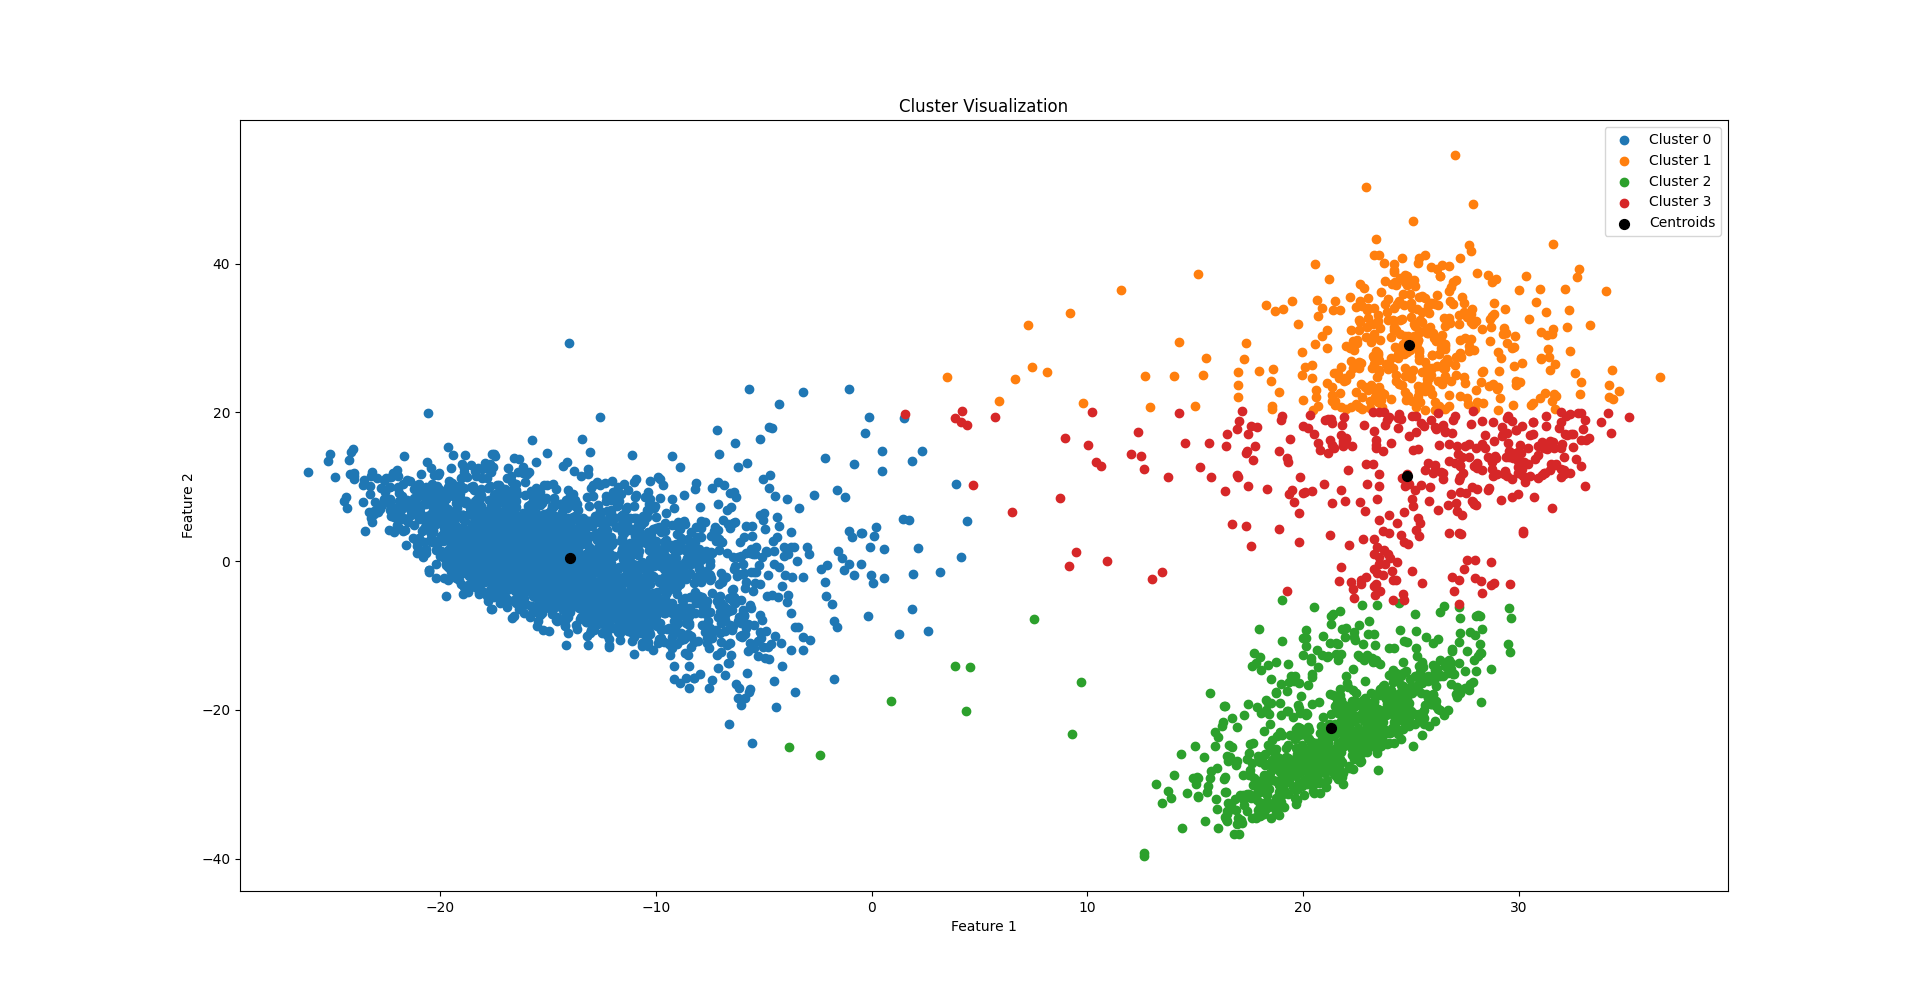 Cluster Visualization
Cluster 0
Cluster 1
Cluster 2
Cluster 3
Centroids
40
20
0
−20
−40
Feature 2
−20
−10
0
10
20
30
Feature 1